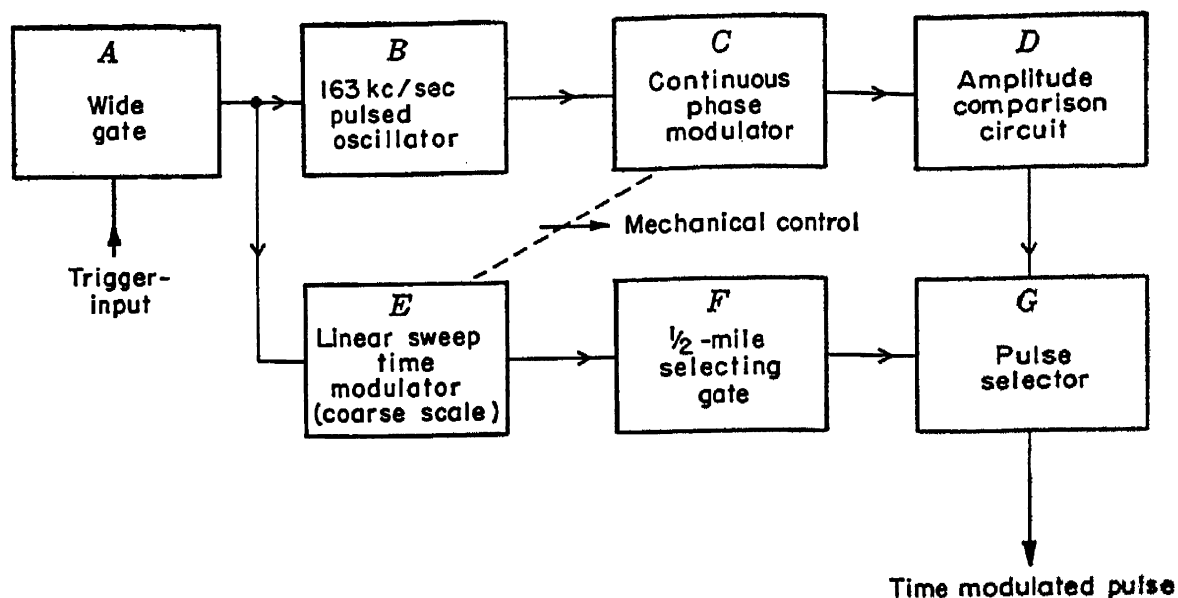 A
Wide
gate
B
163 kc/sec
pulsed
oscillator
C
Continuous
phase
modulator
D
Amplitude
comparison
circuit
Mechanical control
Trigger-
input
E
Linear sweep
time
modulator
(coarse scale)
F
½-mile
selecting
gate
G
Pulse
selector
Time modulated pulse